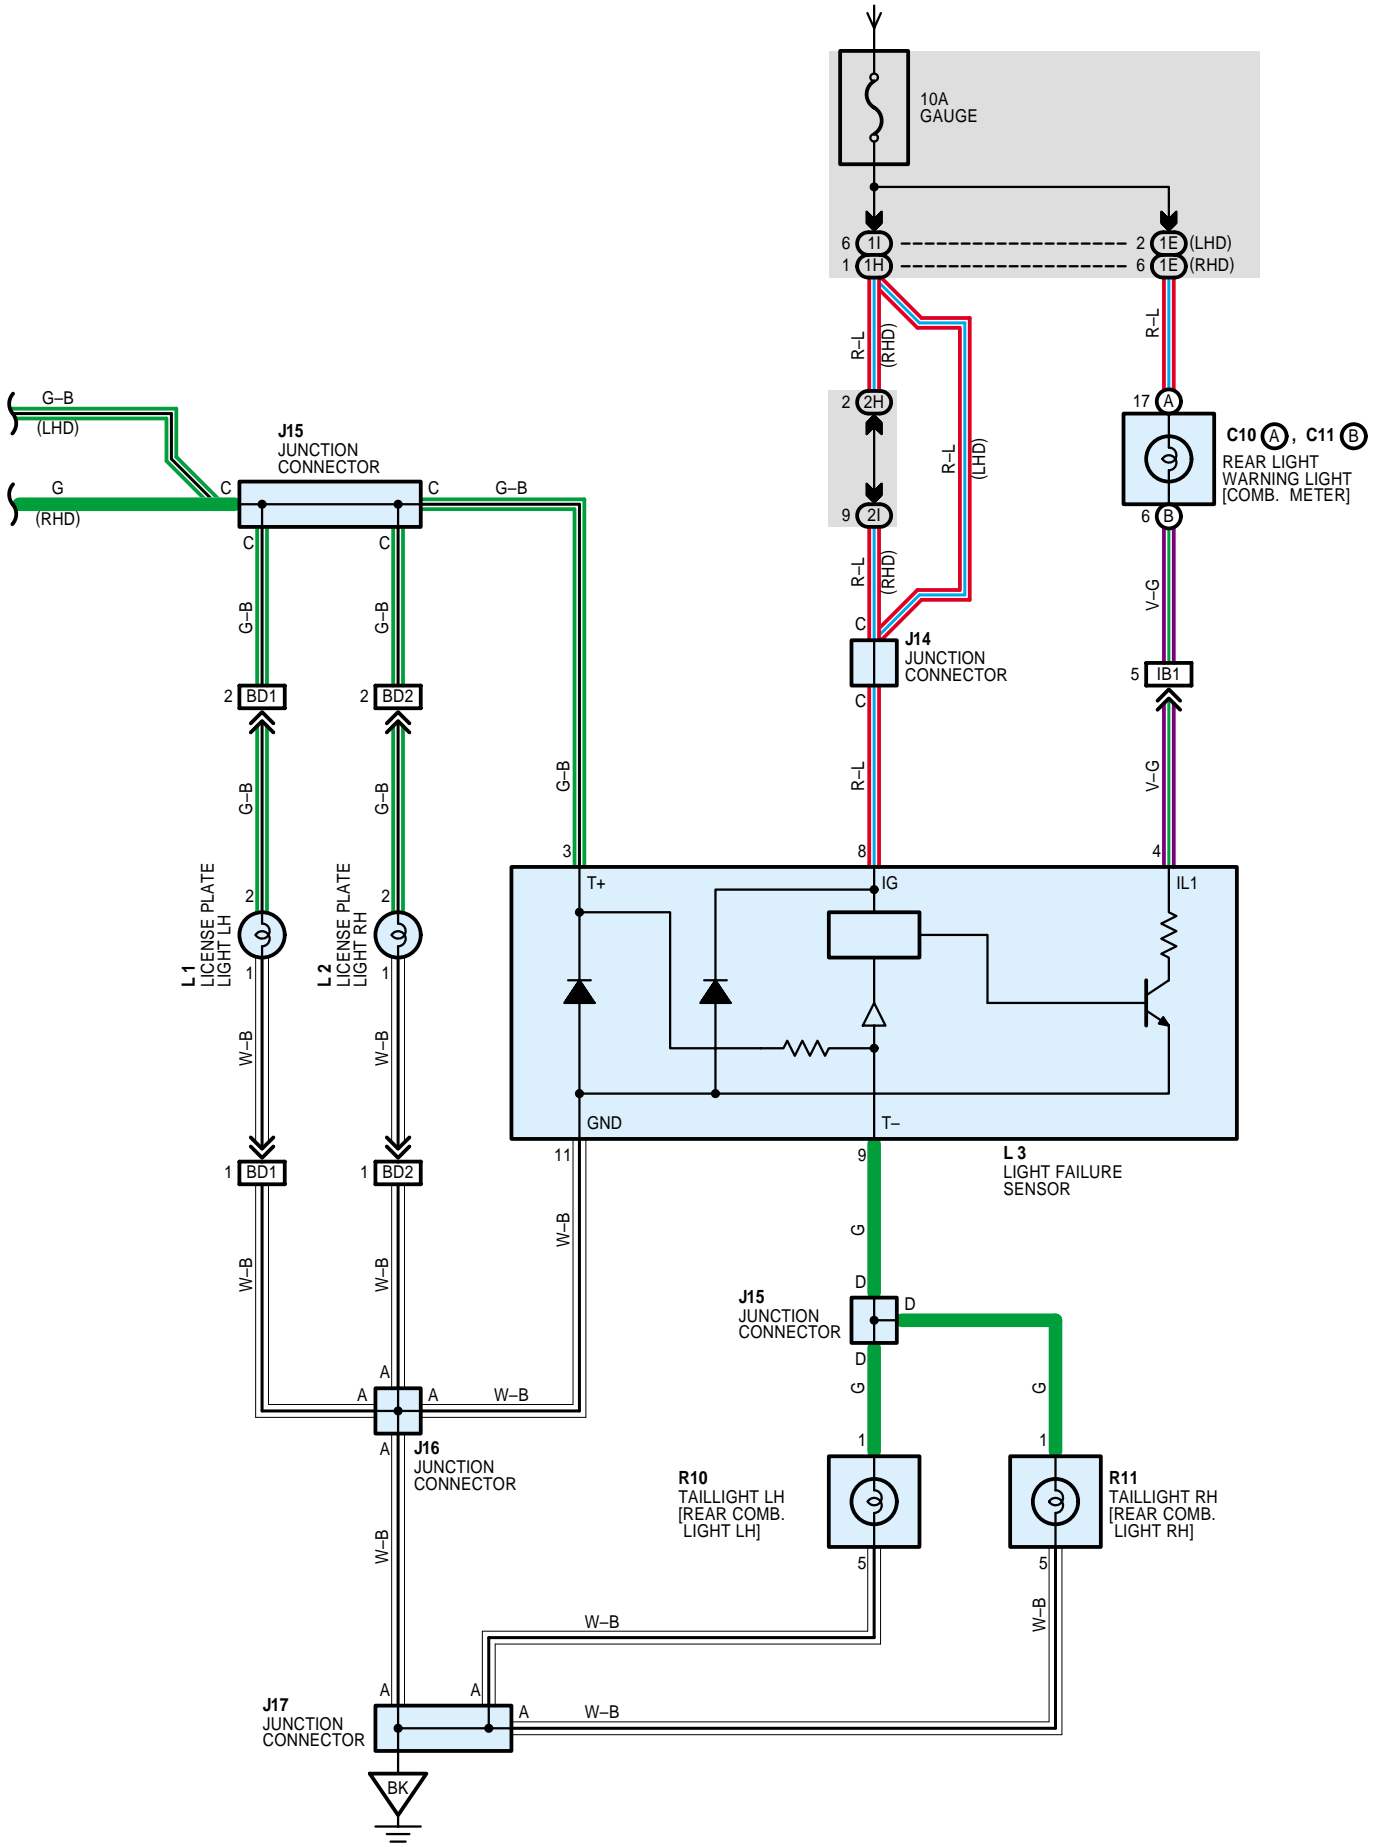 10A
GAUGE
6 1I 2 1E (LHD)
1 1H 6 1E (RHD)
R–L
(RHD)
R–L
G–B
(LHD)
2 2H
17 A
J15
JUNCTION
CONNECTOR
C10 A , C11 B
REAR LIGHT
WARNING LIGHT
[COMB. METER]
R–L
(LHD)
G
(RHD)
C
C
G–B
9 2I
6 B
C
C
R–L
(RHD)
G–B
G–B
V–G
C
J14
JUNCTION
CONNECTOR
C
5 IB1
2 BD1
2 BD2
G–B
G–B
G–B
R–L
V–G
3
8
4
T+
IG
IL1
L 1
LICENSE PLATE
LIGHT LH
2
1
L 2
LICENSE PLATE
LIGHT RH
2
1
W–B
W–B
GND
T–
11
9
L 3
LIGHT FAILURE
SENSOR
1 BD1
1 BD2
W–B
W–B
W–B
G
D
J15
JUNCTION
CONNECTOR
D
D
A
A
A
W–B
G
G
A
J16
JUNCTION
CONNECTOR
1
1
R10
TAILLIGHT LH
[REAR COMB.
LIGHT LH]
R11
TAILLIGHT RH
[REAR COMB.
LIGHT RH]
W–B
5
5
W–B
W–B
A
A
J17
JUNCTION
CONNECTOR
A
W–B
BK